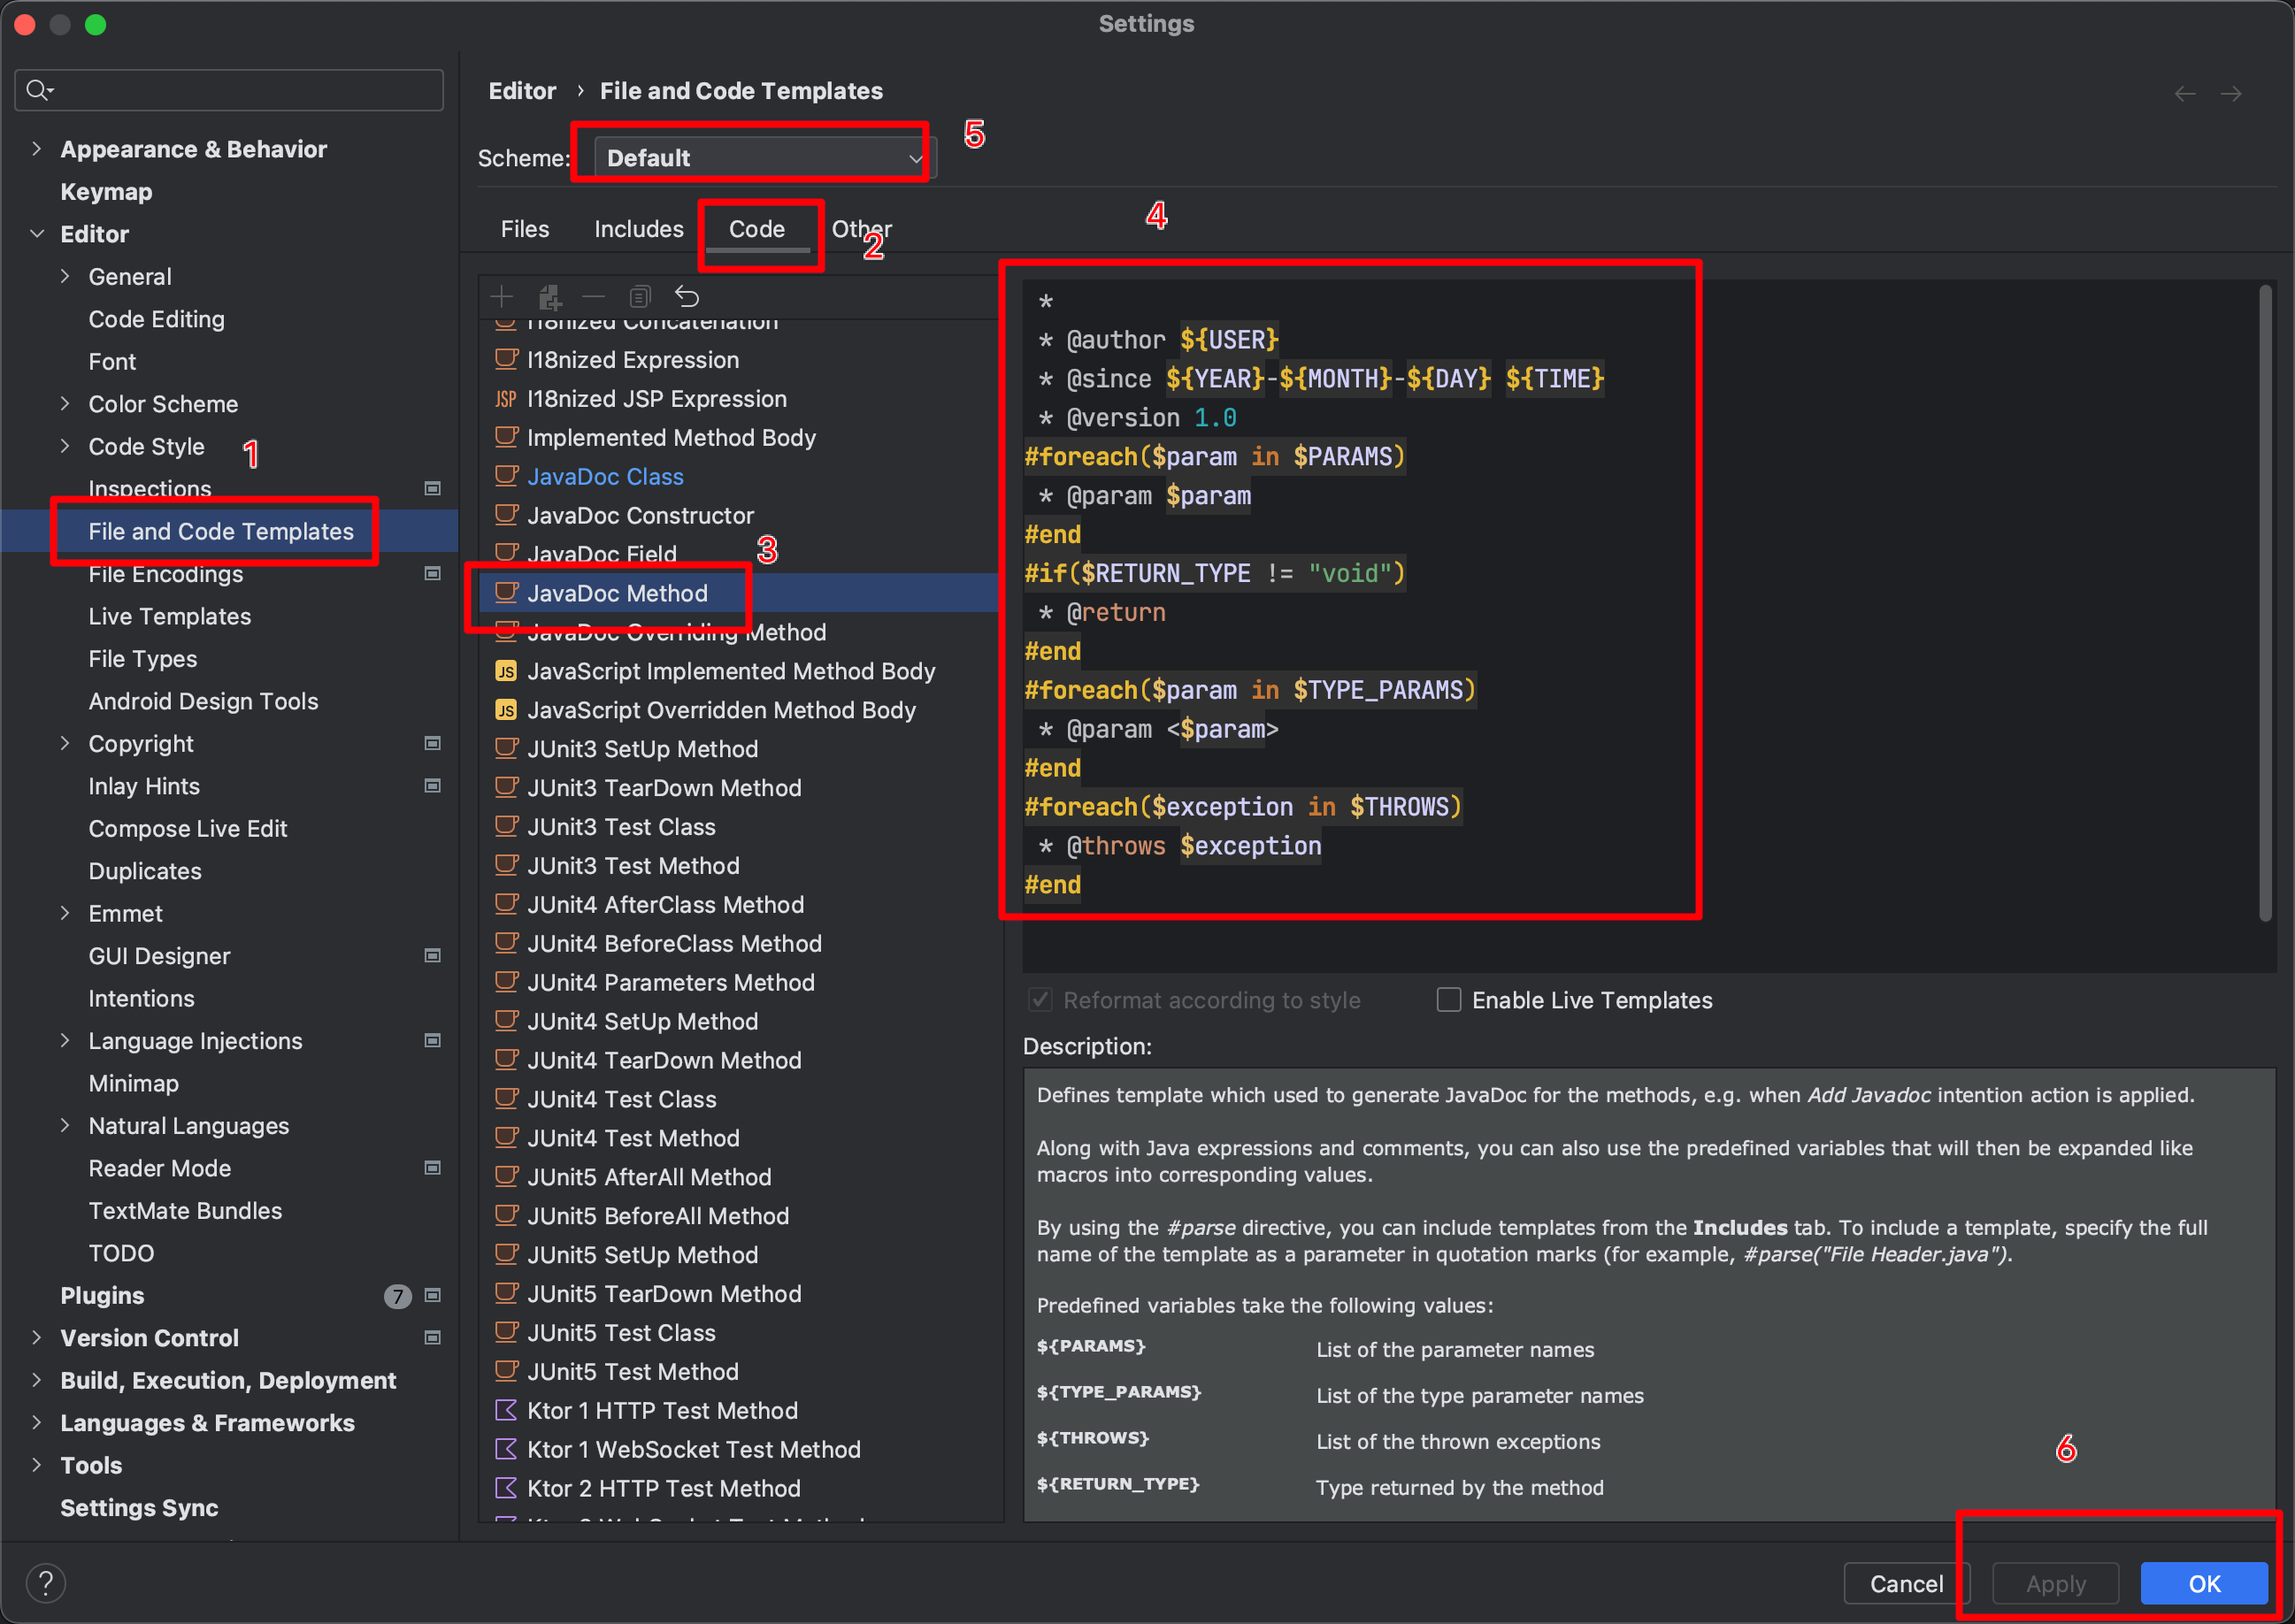 Settings
Appearance & Behavior
Keymap
Editor
General
Code Editing
Font
Color Scheme
Code Style
1
Inspections
File and Code Templates
File Encodings
Live Templates
File Types
Android Design Tools
Copyright
Inlay Hints
Compose Live Edit
Duplicates
Emmet
GUI Designer
Intentions
Language Injections
Minimap
Natural Languages
Reader Mode
TextMate Bundles
TODO
Plugins 7
Version Control
Build, Execution, Deployment
Languages & Frameworks
Tools
Settings Sync
Editor › File and Code Templates
Scheme: Default
5
Files Includes Code Other
2
4
I18nized Concatenation
I18nized Expression
JSP I18nized JSP Expression
Implemented Method Body
JavaDoc Class
JavaDoc Constructor
JavaDoc Field
3
JavaDoc Method
JavaDoc Overriding Method
JS JavaScript Implemented Method Body
JS JavaScript Overridden Method Body
JUnit3 SetUp Method
JUnit3 TearDown Method
JUnit3 Test Class
JUnit3 Test Method
JUnit4 AfterClass Method
JUnit4 BeforeClass Method
JUnit4 Parameters Method
JUnit4 SetUp Method
JUnit4 TearDown Method
JUnit4 Test Class
JUnit4 Test Method
JUnit5 AfterAll Method
JUnit5 BeforeAll Method
JUnit5 SetUp Method
JUnit5 TearDown Method
JUnit5 Test Class
JUnit5 Test Method
Ktor 1 HTTP Test Method
Ktor 1 WebSocket Test Method
Ktor 2 HTTP Test Method
*
* @author ${USER}
* @since ${YEAR}-${MONTH}-${DAY} ${TIME}
* @version 1.0
#foreach($param in $PARAMS)
* @param $param
#end
#if($RETURN_TYPE != "void")
* @return
#end
#foreach($param in $TYPE_PARAMS)
* @param <$param>
#end
#foreach($exception in $THROWS)
* @throws $exception
#end
Reformat according to style Enable Live Templates
Description:
Defines template which used to generate JavaDoc for the methods, e.g. when Add Javadoc intention action is applied.
Along with Java expressions and comments, you can also use the predefined variables that will then be expanded like
macros into corresponding values.
By using the #parse directive, you can include templates from the Includes tab. To include a template, specify the full
name of the template as a parameter in quotation marks (for example, #parse("File Header.java").
Predefined variables take the following values:
${PARAMS} List of the parameter names
${TYPE_PARAMS} List of the type parameter names
${THROWS} List of the thrown exceptions
${RETURN_TYPE} Type returned by the method
6
? Cancel Apply OK